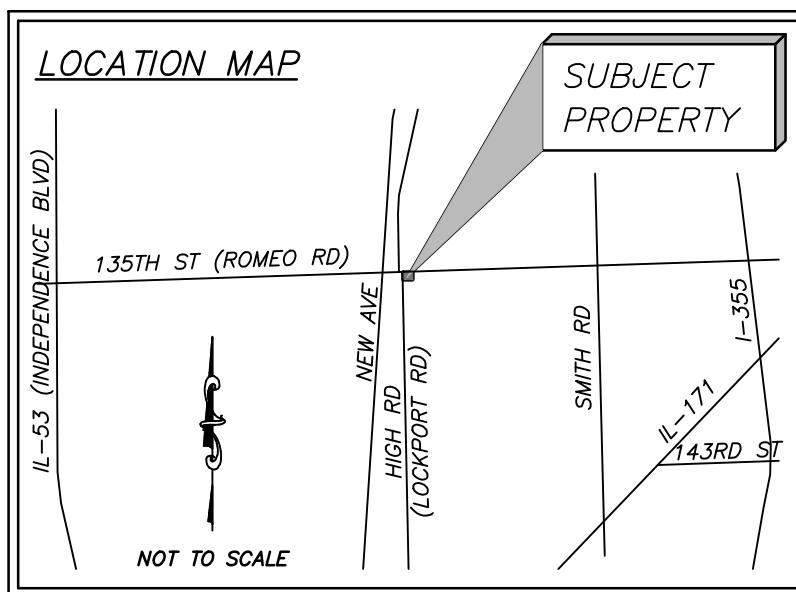 LOCATION MAP
SUBJECT
PROPERTY
IL-53 (INDEPENDENCE BLVD)
135TH ST (ROMEO RD)
NEW AVE
HIGH RD
(LOCKPORT RD)
SMITH RD
I-355
IL-171
143RD ST
NOT TO SCALE